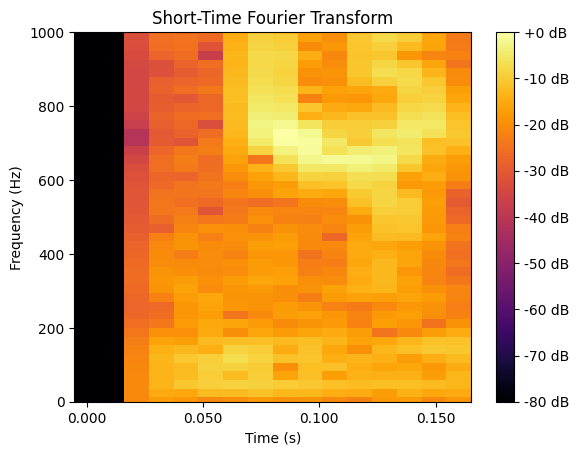 Short-Time Fourier Transform
1000
800
600
400
200
0
Frequency (Hz)
0.000
0.050
0.100
0.150
Time (s)
+0 dB
-10 dB
-20 dB
-30 dB
-40 dB
-50 dB
-60 dB
-70 dB
-80 dB